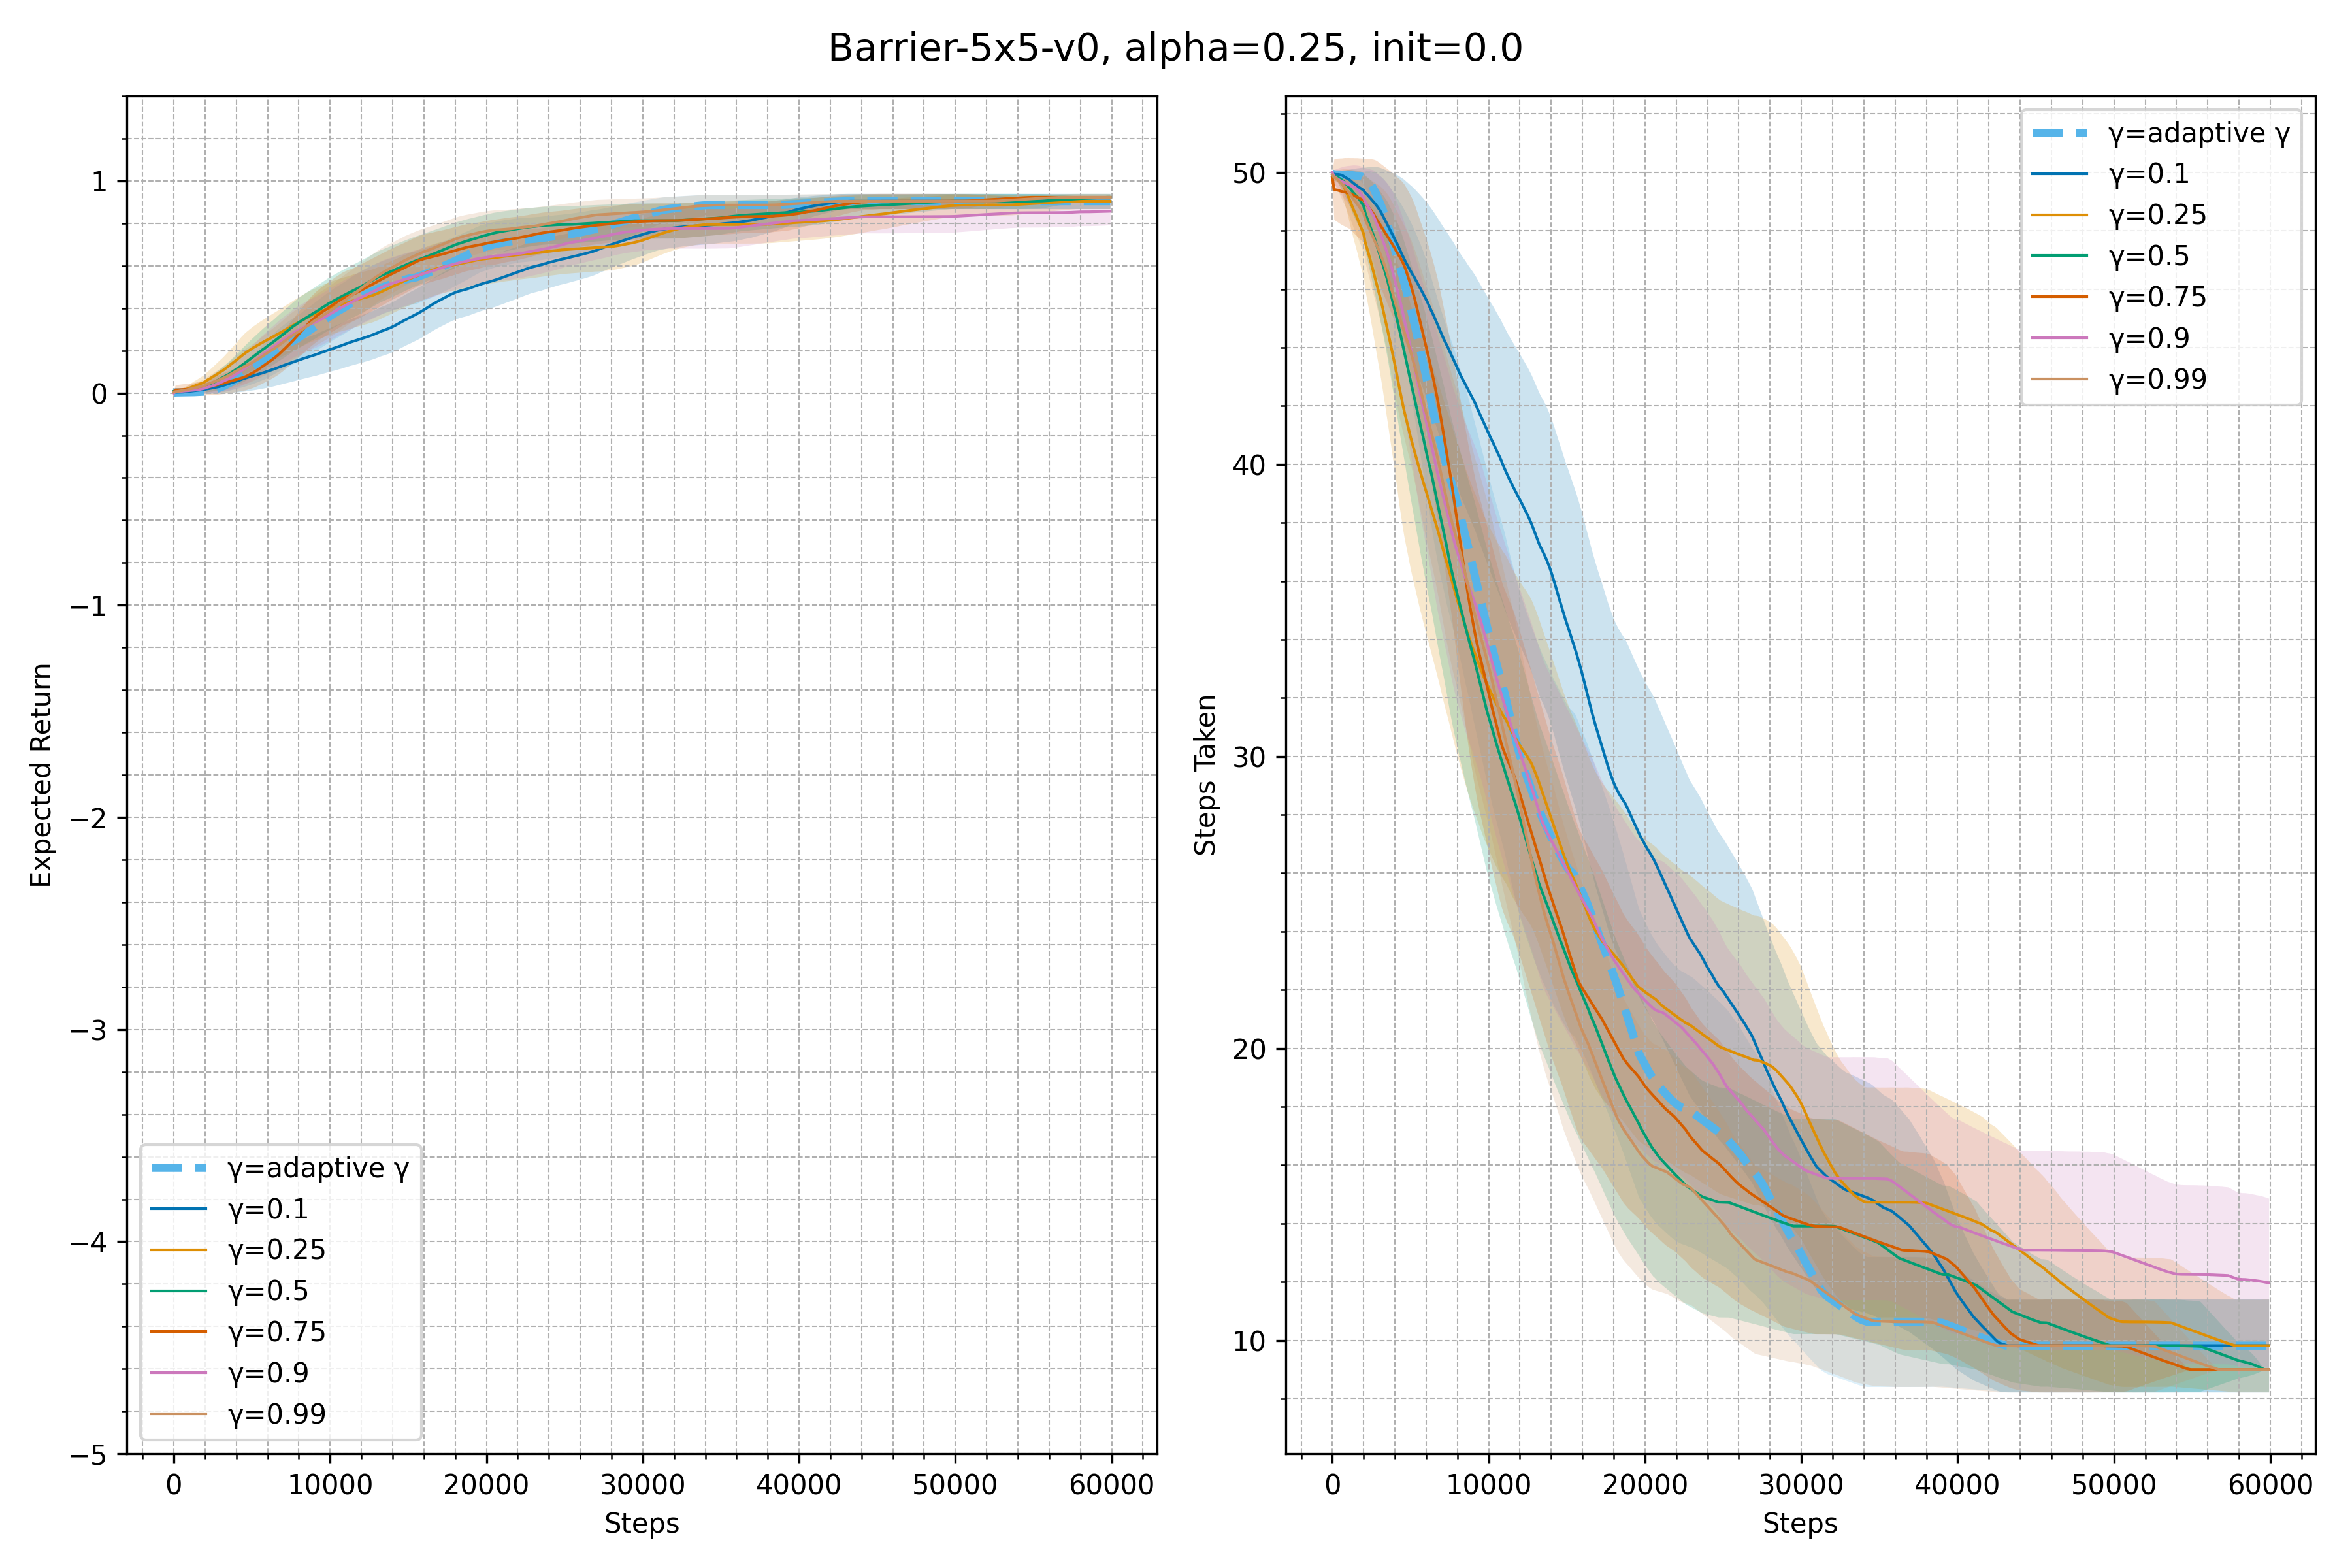 Barrier-5x5-v0, alpha=0.25, init=0.0
Expected Return
1
0
−1
−2
−3
−4
−5
γ=adaptive γ
γ=0.1
γ=0.25
γ=0.5
γ=0.75
γ=0.9
γ=0.99
0 10000 20000 30000 40000 50000 60000
Steps
Steps Taken
50
40
30
20
10
γ=adaptive γ
γ=0.1
γ=0.25
γ=0.5
γ=0.75
γ=0.9
γ=0.99
0 10000 20000 30000 40000 50000 60000
Steps